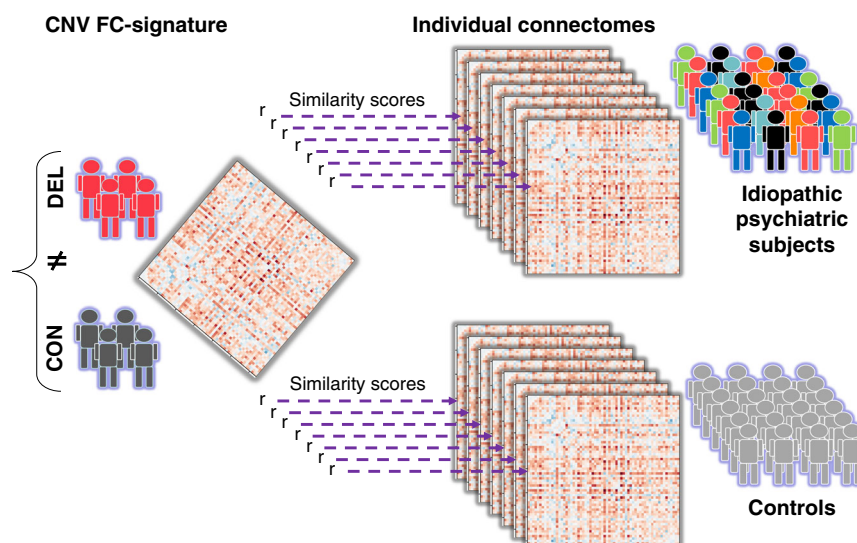 CNV FC-signature
Individual connectomes
Similarity scores
r
r
r
r
r
r
r
DEL
≠
CON
Idiopathic
psychiatric
subjects
Similarity scores
r
r
r
r
r
r
r
Controls